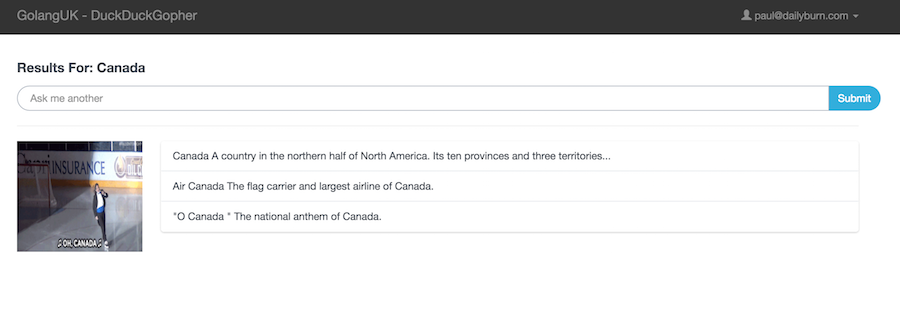 GolangUK - DuckDuckGopher
paul@dailyburn.com
Results For: Canada
Ask me another
Submit
INSURANCE
♫OH, CANADA♫
Canada A country in the northern half of North America. Its ten provinces and three territories...
Air Canada The flag carrier and largest airline of Canada.
"O Canada " The national anthem of Canada.